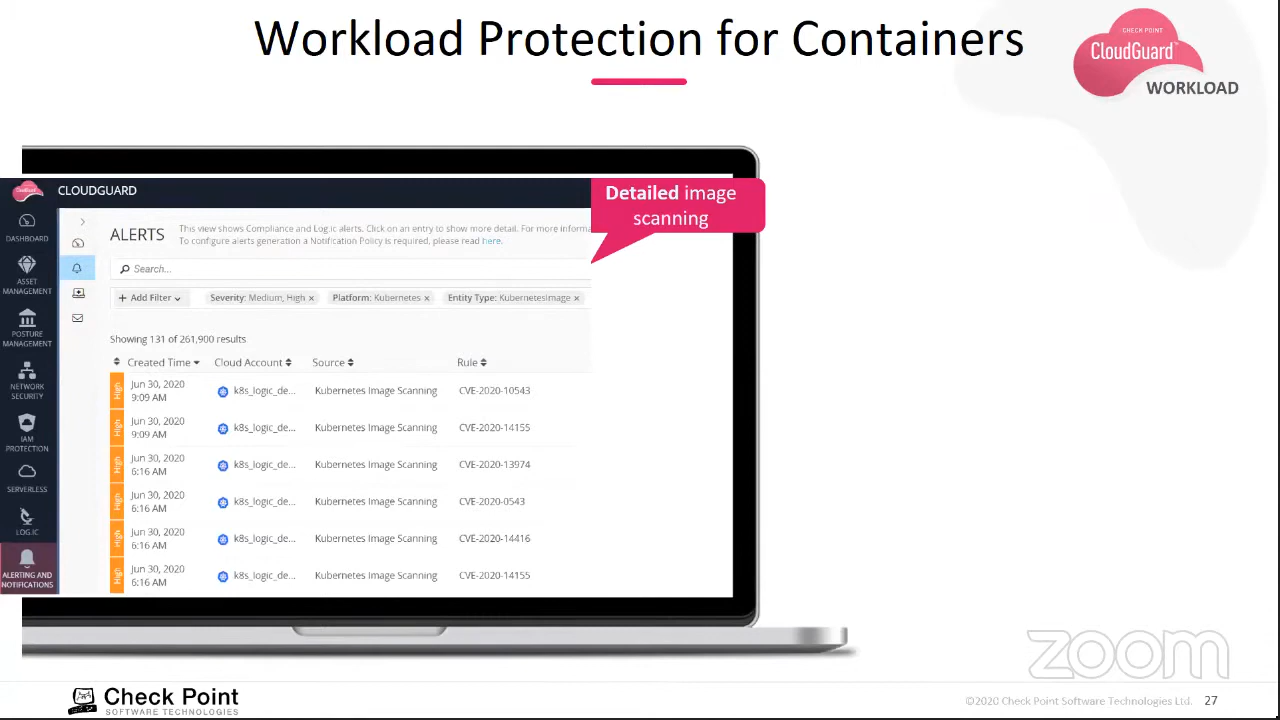 Workload Protection for Containers
CHECK POINT
CloudGuard™
WORKLOAD
CloudGuard
CLOUDGUARD
Detailed image
scanning
DASHBOARD
ASSET
MANAGEMENT
POSTURE
MANAGEMENT
NETWORK
SECURITY
IAM
PROTECTION
SERVERLESS
LOG.IC
ALERTING AND
NOTIFICATIONS
ALERTS
This view shows Compliance and Log.ic alerts. Click on an entry to show more detail. For more informa
To configure alerts generation a Notification Policy is required, please read here.
Search...
+ Add Filter
Severity: Medium, High ×
Platform: Kubernetes ×
Entity Type: KubernetesImage ×
Showing 131 of 261,900 results
Created Time Cloud Account Source Rule
High Jun 30, 2020 9:09 AM k8s_logic_de... Kubernetes Image Scanning CVE-2020-10543
High Jun 30, 2020 9:09 AM k8s_logic_de... Kubernetes Image Scanning CVE-2020-14155
High Jun 30, 2020 6:16 AM k8s_logic_de... Kubernetes Image Scanning CVE-2020-13974
High Jun 30, 2020 6:16 AM k8s_logic_de... Kubernetes Image Scanning CVE-2020-0543
High Jun 30, 2020 6:16 AM k8s_logic_de... Kubernetes Image Scanning CVE-2020-14416
High Jun 30, 2020 6:16 AM k8s_logic_de... Kubernetes Image Scanning CVE-2020-14155
zoom
Check Point
SOFTWARE TECHNOLOGIES
©2020 Check Point Software Technologies Ltd. 27